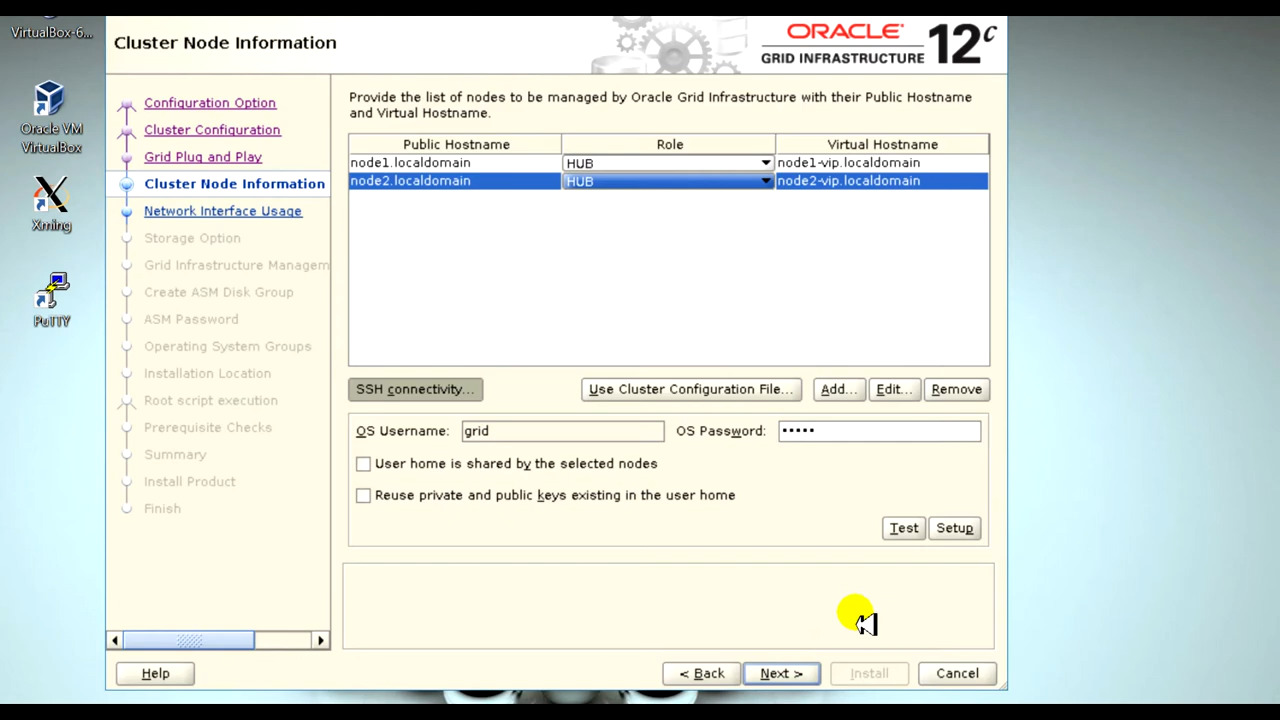 VirtualBox-6...
Oracle VM
VirtualBox
Xming
PuTTY
Cluster Node Information
ORACLE
GRID INFRASTRUCTURE
12c
Configuration Option
Cluster Configuration
Grid Plug and Play
Cluster Node Information
Network Interface Usage
Storage Option
Grid Infrastructure Managem
Create ASM Disk Group
ASM Password
Operating System Groups
Installation Location
Root script execution
Prerequisite Checks
Summary
Install Product
Finish
Provide the list of nodes to be managed by Oracle Grid Infrastructure with their Public Hostname
and Virtual Hostname.
Public Hostname Role Virtual Hostname
node1.localdomain HUB node1-vip.localdomain
node2.localdomain HUB node2-vip.localdomain
SSH connectivity... Use Cluster Configuration File... Add... Edit... Remove
OS Username: grid OS Password: •••••
User home is shared by the selected nodes
Reuse private and public keys existing in the user home
Test Setup
Help < Back Next > Install Cancel